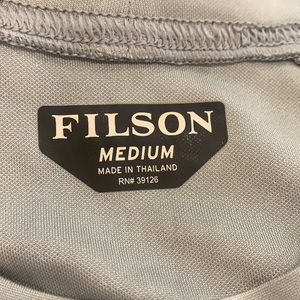 FILSON
MEDIUM
MADE IN THAILAND
RN# 39126